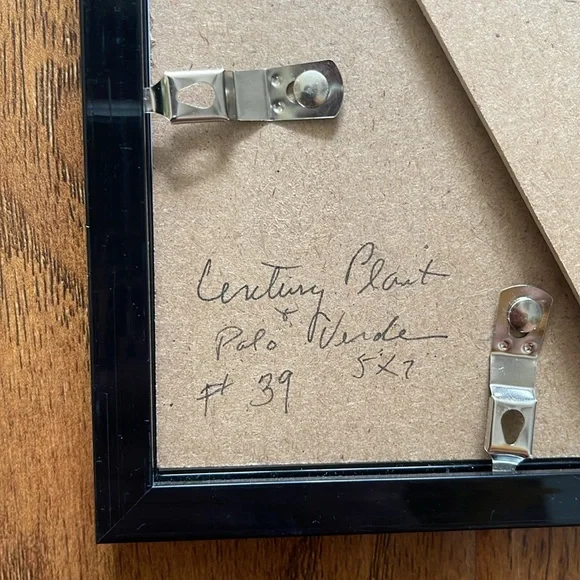 Century Plant
&
Palo Verde
5x7
# 39